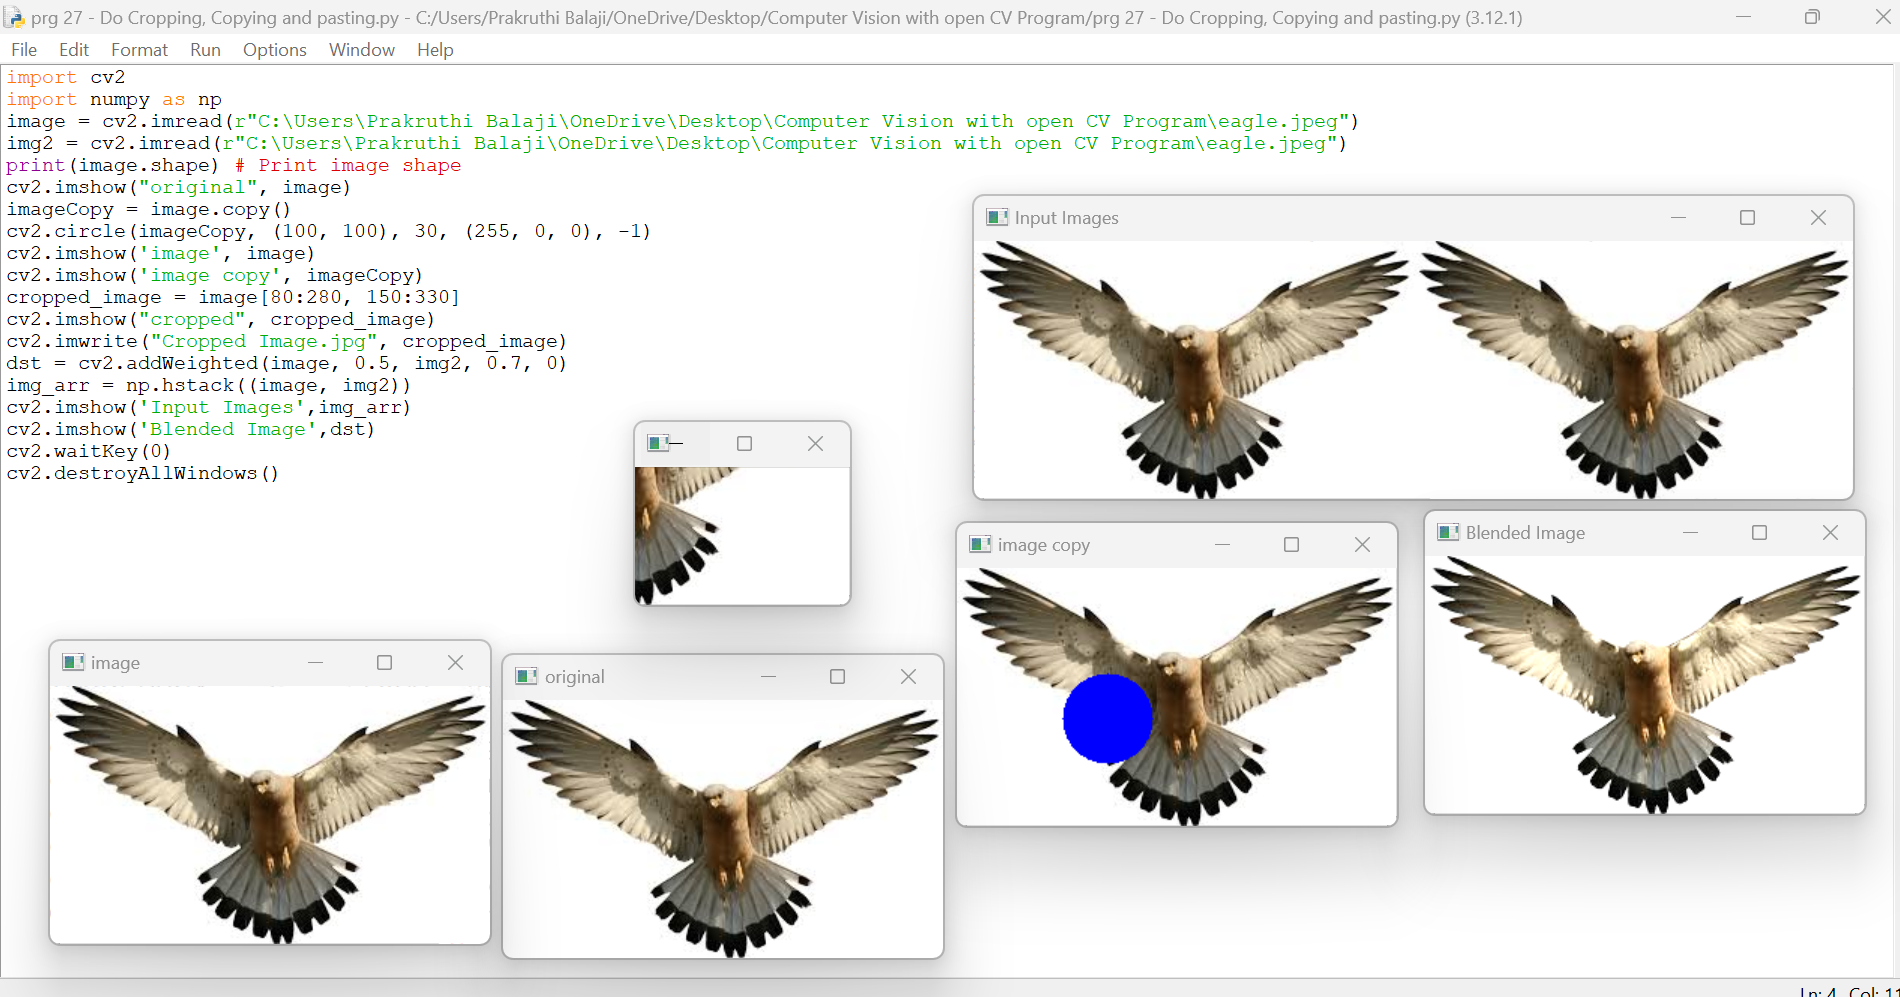 prg 27 - Do Cropping, Copying and pasting.py - C:/Users/Prakruthi Balaji/OneDrive/Desktop/Computer Vision with open CV Program/prg 27 - Do Cropping, Copying and pasting.py (3.12.1)
File Edit Format Run Options Window Help
import cv2
import numpy as np
image = cv2.imread(r"C:\Users\Prakruthi Balaji\OneDrive\Desktop\Computer Vision with open CV Program\eagle.jpeg")
img2 = cv2.imread(r"C:\Users\Prakruthi Balaji\OneDrive\Desktop\Computer Vision with open CV Program\eagle.jpeg")
print(image.shape) # Print image shape
cv2.imshow("original", image)
imageCopy = image.copy()
cv2.circle(imageCopy, (100, 100), 30, (255, 0, 0), -1)
cv2.imshow('image', image)
cv2.imshow('image copy', imageCopy)
cropped_image = image[80:280, 150:330]
cv2.imshow("cropped", cropped_image)
cv2.imwrite("Cropped Image.jpg", cropped_image)
dst = cv2.addWeighted(image, 0.5, img2, 0.7, 0)
img_arr = np.hstack((image, img2))
cv2.imshow('Input Images',img_arr)
cv2.imshow('Blended Image',dst)
cv2.waitKey(0)
cv2.destroyAllWindows()
Input Images
image copy
Blended Image
image
original
Ln: 4 Col: 11